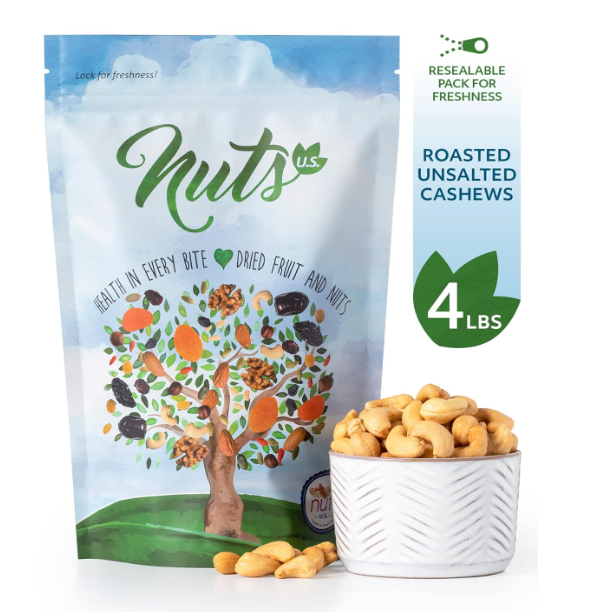 Lock for freshness!
Nuts
U.S.
HEALTH IN EVERY BITE DRIED FRUIT AND NUTS
RESEALABLE
PACK FOR
FRESHNESS
ROASTED
UNSALTED
CASHEWS
4 LBS
U.S.